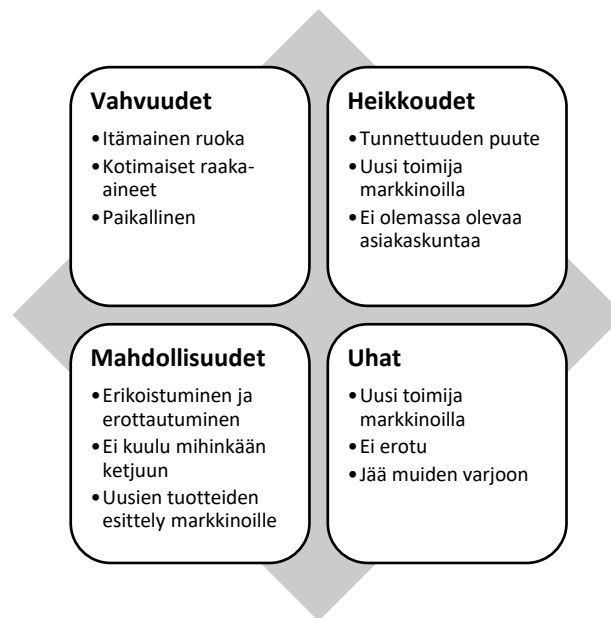 Vahvuudet
•Itämainen ruoka
•Kotimaiset raaka-
aineet
•Paikallinen
Heikkoudet
•Tunnettuuden puute
•Uusi toimija
markkinoilla
•Ei olemassa olevaa
asiakaskuntaa
Mahdollisuudet
•Erikoistuminen ja
erottautuminen
•Ei kuulu mihinkään
ketjuun
•Uusien tuotteiden
esittely markkinoille
Uhat
•Uusi toimija
markkinoilla
•Ei erotu
•Jää muiden varjoon